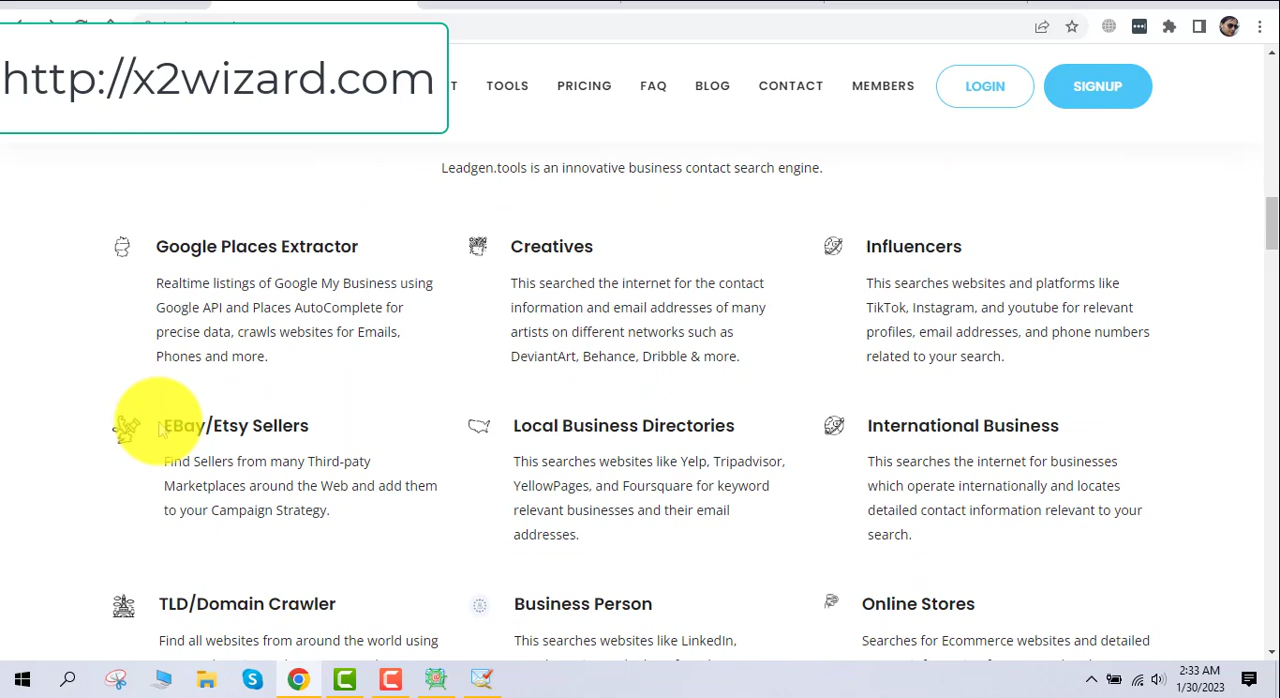 http://x2wizard.com
T TOOLS PRICING FAQ BLOG CONTACT MEMBERS LOGIN SIGNUP
Leadgen.tools is an innovative business contact search engine.
Google Places Extractor
Realtime listings of Google My Business using
Google API and Places AutoComplete for
precise data, crawls websites for Emails,
Phones and more.
Creatives
This searched the internet for the contact
information and email addresses of many
artists on different networks such as
DeviantArt, Behance, Dribble & more.
Influencers
This searches websites and platforms like
TikTok, Instagram, and youtube for relevant
profiles, email addresses, and phone numbers
related to your search.
EBay/Etsy Sellers
Find Sellers from many Third-paty
Marketplaces around the Web and add them
to your Campaign Strategy.
Local Business Directories
This searches websites like Yelp, Tripadvisor,
YellowPages, and Foursquare for keyword
relevant businesses and their email
addresses.
International Business
This searches the internet for businesses
which operate internationally and locates
detailed contact information relevant to your
search.
TLD/Domain Crawler
Find all websites from around the world using
Business Person
This searches websites like LinkedIn,
Online Stores
Searches for Ecommerce websites and detailed
2:33 AM
1/30/2023